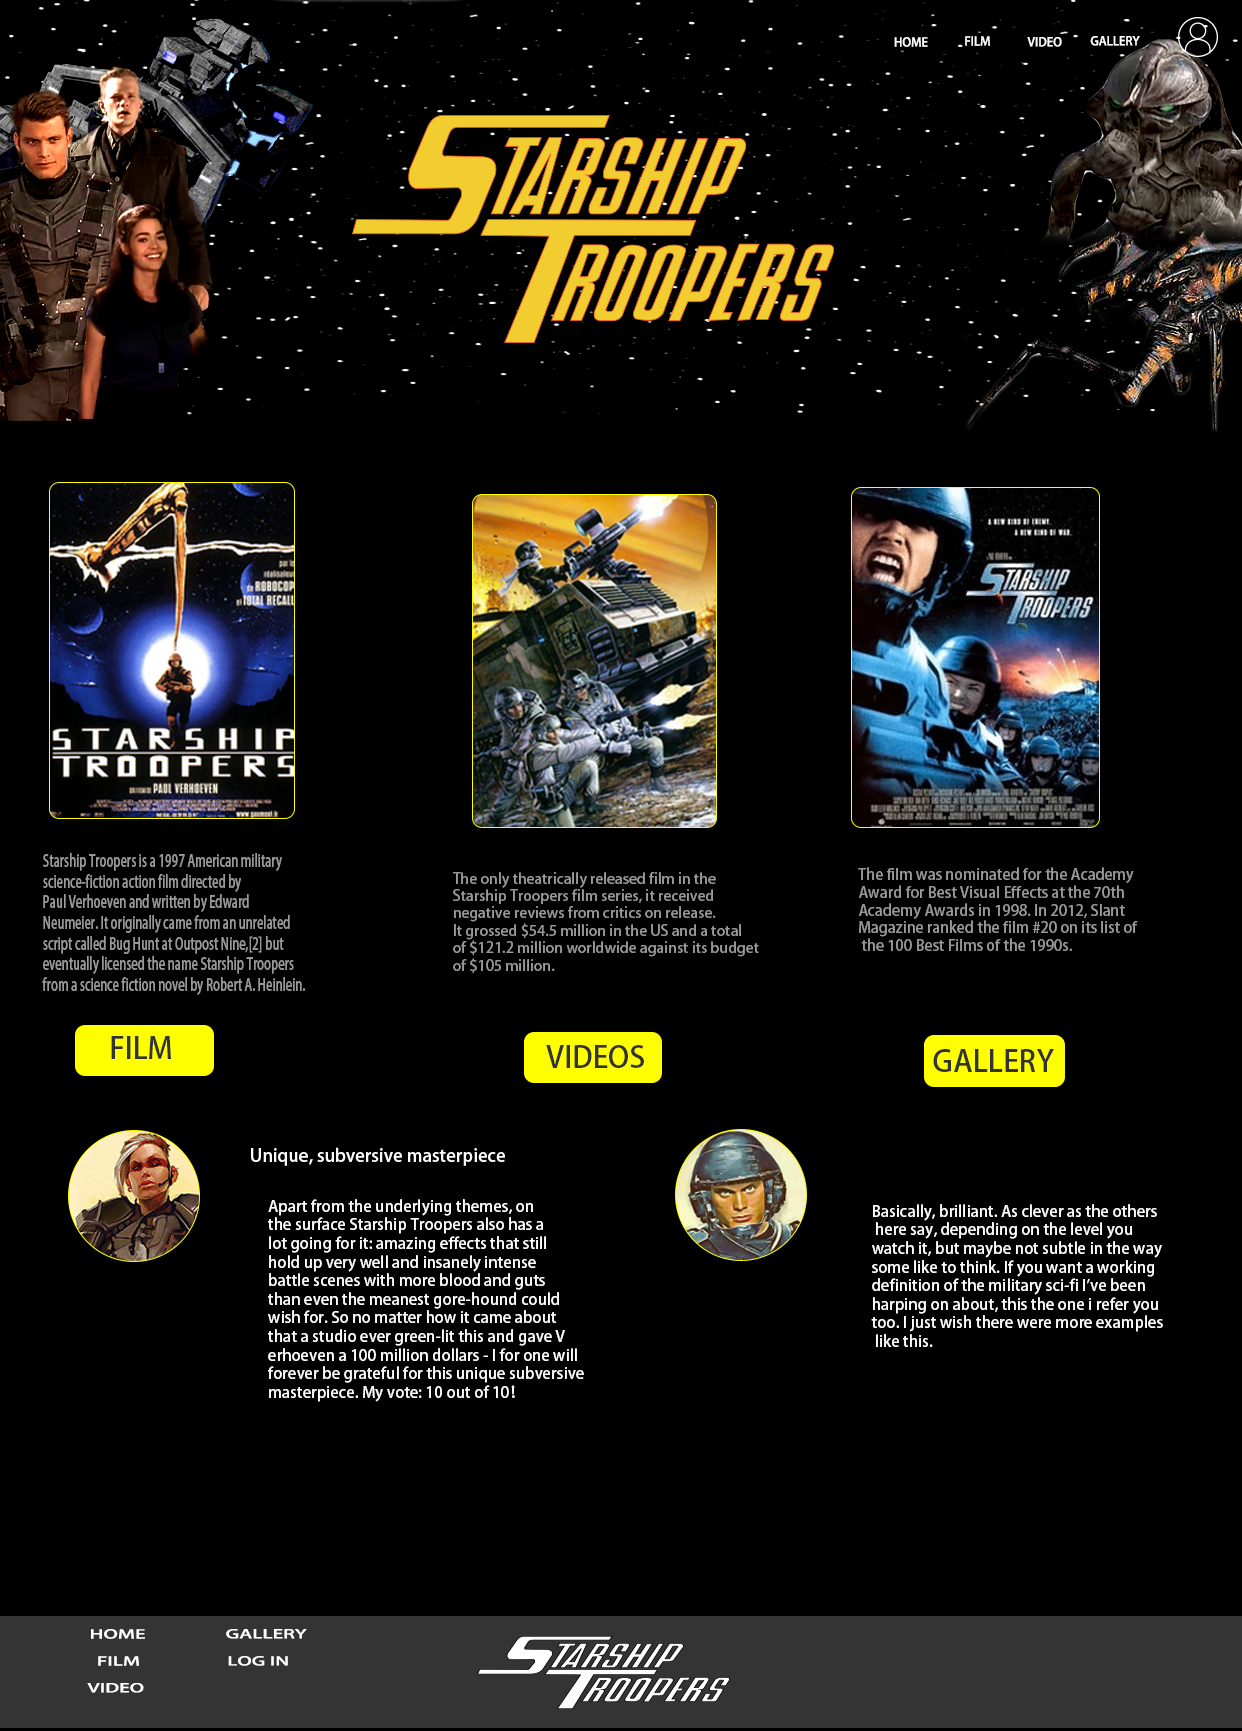 HOME FILM VIDEO GALLERY
STARSHIP
TROOPERS
par le
réalisateur
de ROBOCOP
et TOTAL RECALL
STARSHIP
TROOPERS
UN FILM DE PAUL VERHOEVEN
A NEW KIND OF ENEMY.
A NEW KIND OF WAR.
STARSHIP
TROOPERS
Starship Troopers is a 1997 American military
science-fiction action film directed by
Paul Verhoeven and written by Edward
Neumeier. It originally came from an unrelated
script called Bug Hunt at Outpost Nine,[2] but
eventually licensed the name Starship Troopers
from a science fiction novel by Robert A. Heinlein.
The only theatrically released film in the
Starship Troopers film series, it received
negative reviews from critics on release.
It grossed $54.5 million in the US and a total
of $121.2 million worldwide against its budget
of $105 million.
The film was nominated for the Academy
Award for Best Visual Effects at the 70th
Academy Awards in 1998. In 2012, Slant
Magazine ranked the film #20 on its list of
the 100 Best Films of the 1990s.
FILM
VIDEOS
GALLERY
Unique, subversive masterpiece
Apart from the underlying themes, on
the surface Starship Troopers also has a
lot going for it: amazing effects that still
hold up very well and insanely intense
battle scenes with more blood and guts
than even the meanest gore-hound could
wish for. So no matter how it came about
that a studio ever green-lit this and gave V
erhoeven a 100 million dollars - I for one will
forever be grateful for this unique subversive
masterpiece. My vote: 10 out of 10!
Basically, brilliant. As clever as the others
here say, depending on the level you
watch it, but maybe not subtle in the way
some like to think. If you want a working
definition of the military sci-fi I've been
harping on about, this the one i refer you
too. I just wish there were more examples
like this.
HOME GALLERY
FILM LOG IN
VIDEO
STARSHIP
TROOPERS